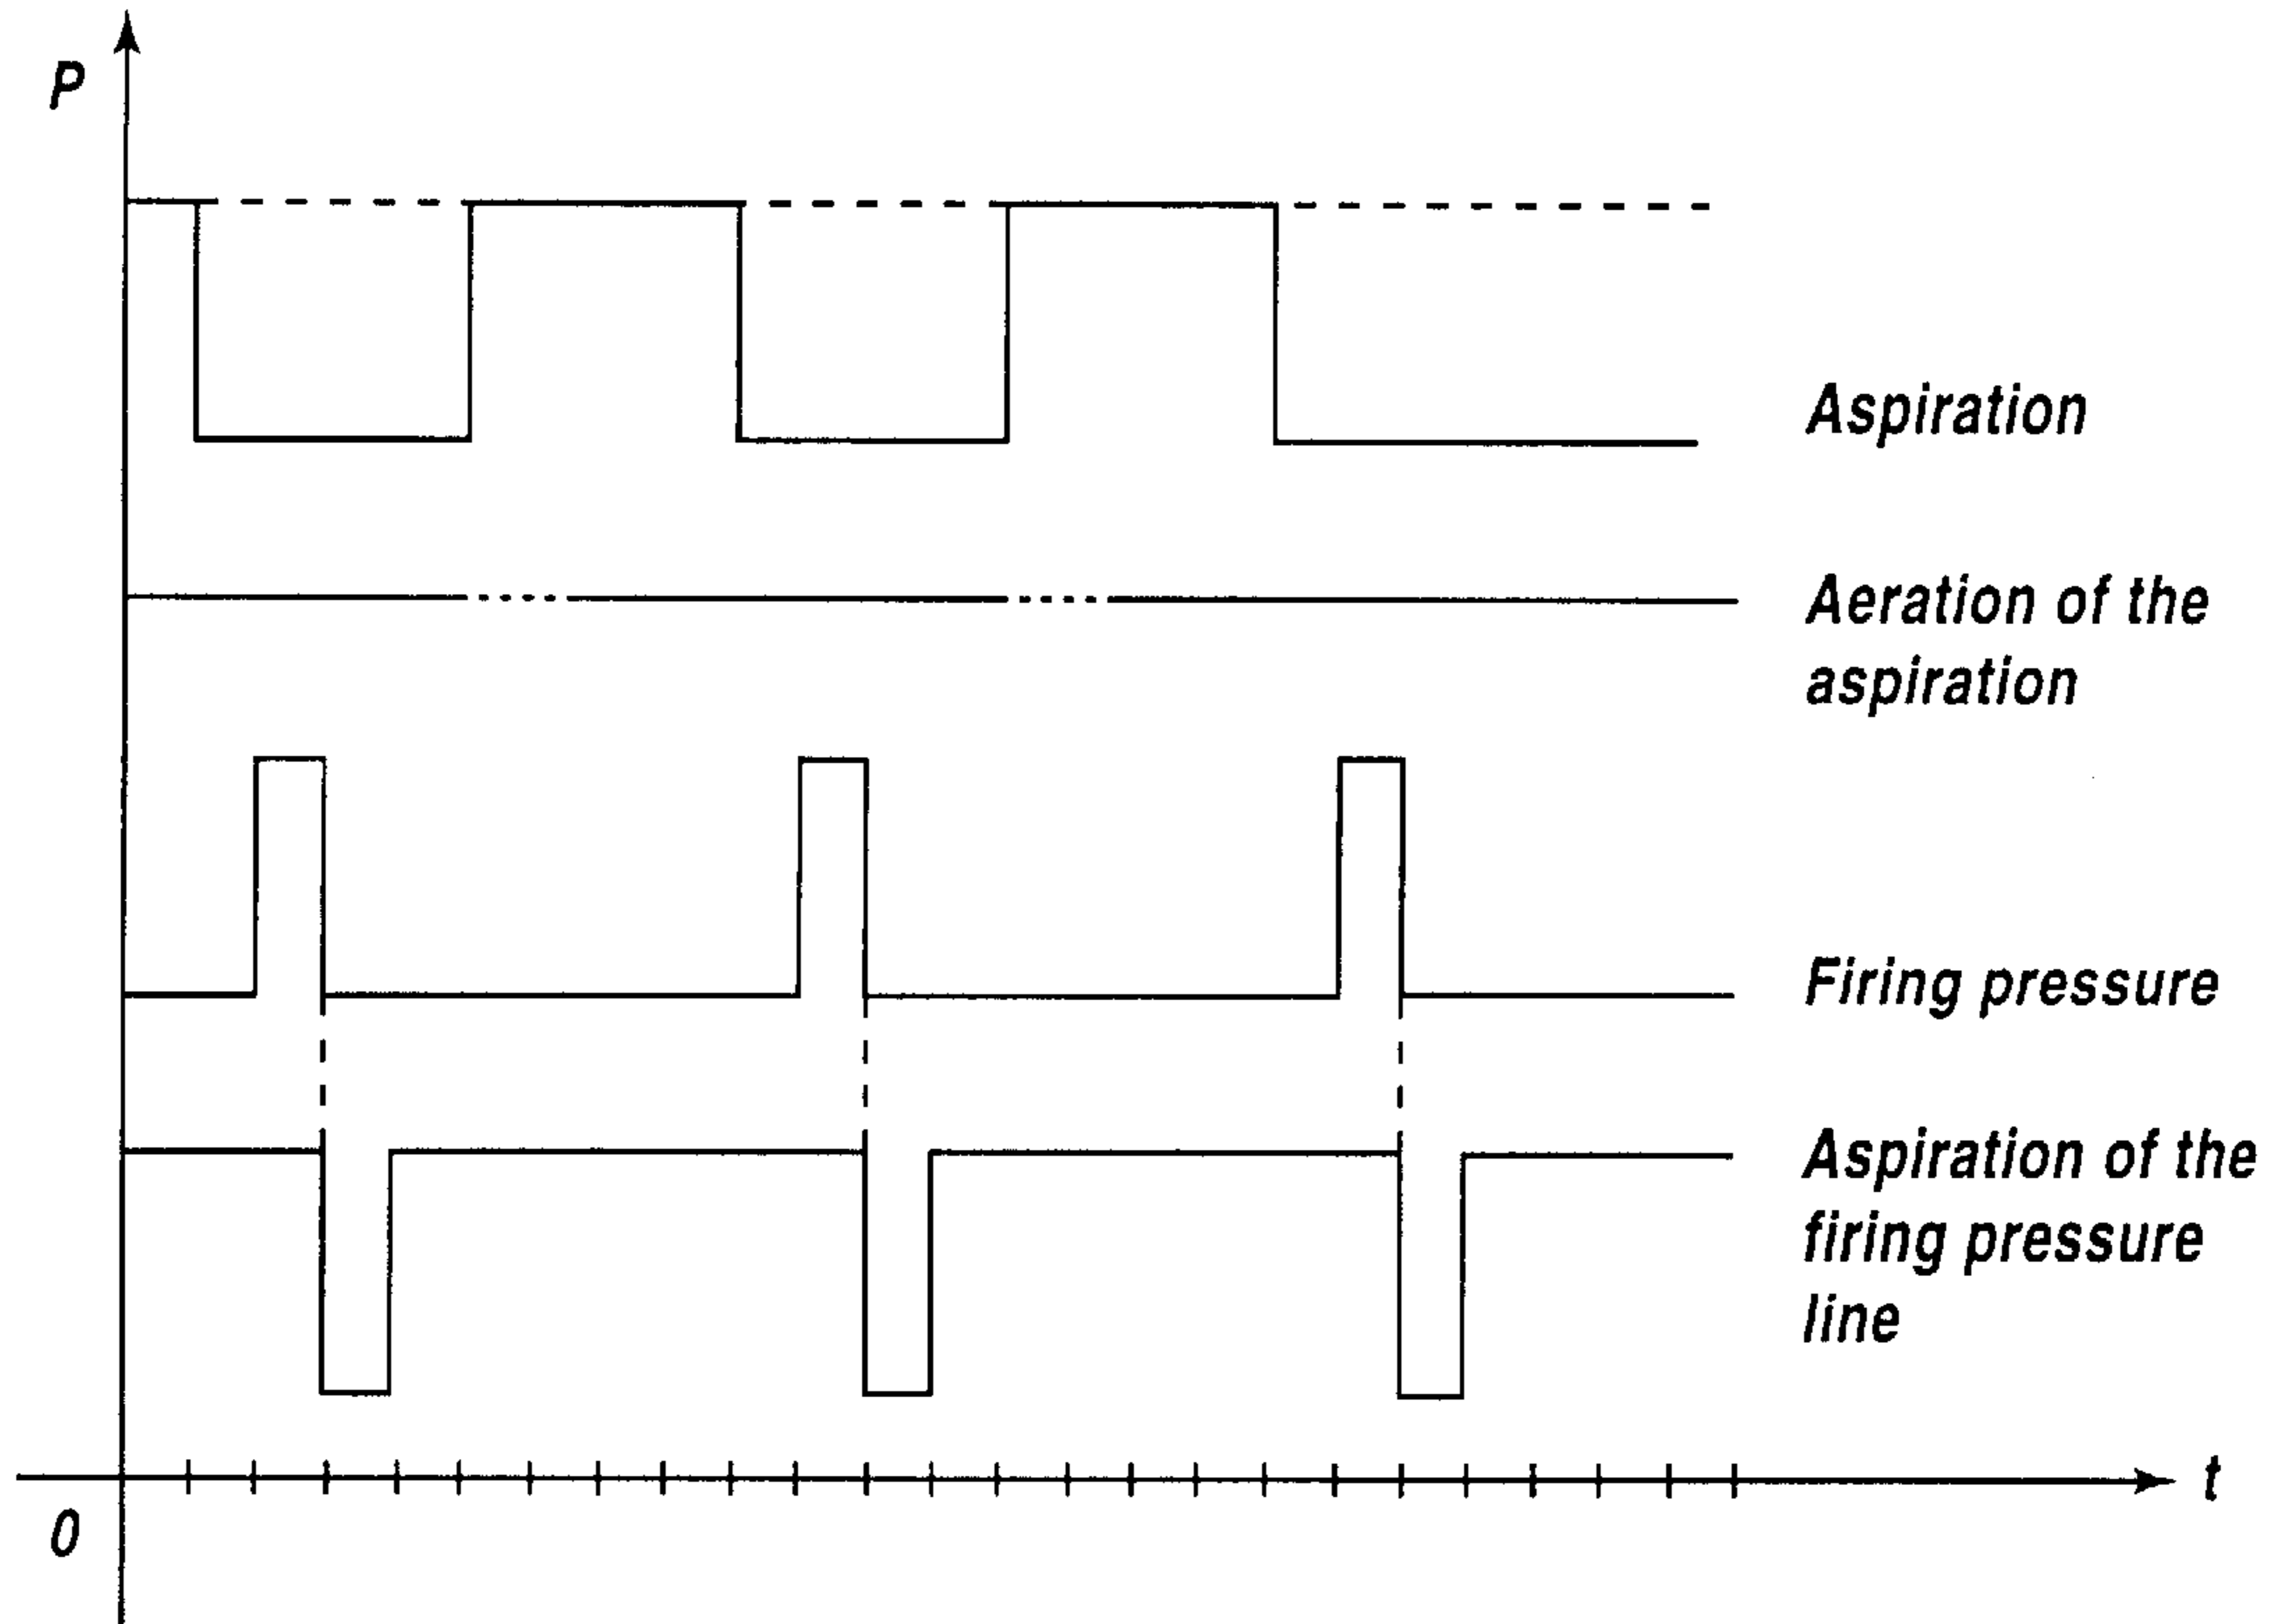 P
Aspiration
Aeration of the
aspiration
Firing pressure
Aspiration of the
firing pressure
line
t
0